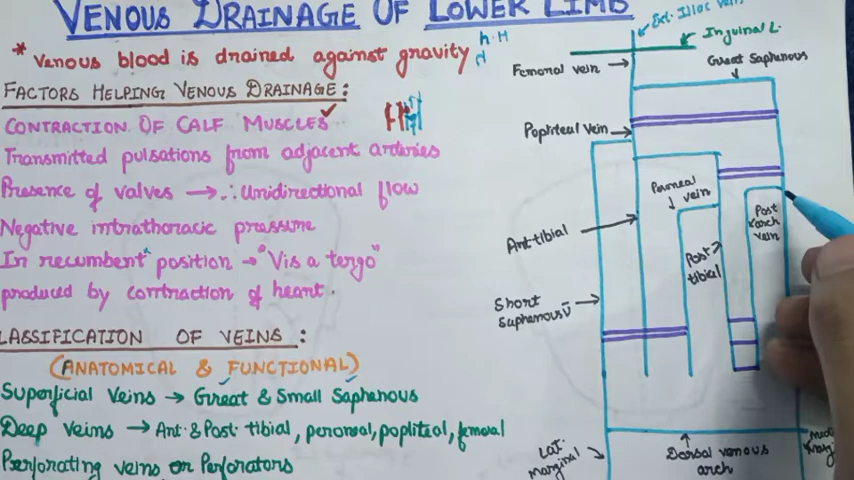 VENOUS DRAINAGE OF LOWER LIMB
* Venous blood is drained against gravity
FACTORS HELPING VENOUS DRAINAGE:
CONTRACTION OF CALF MUSCLES
Transmitted pulsations from adjacent arteries
Presence of valves → ∴ Unidirectional flow
Negative intrathoracic pressure
In recumbent position → "Vis a tergo"
produced by contraction of heart.
CLASSIFICATION OF VEINS:
(ANATOMICAL & FUNCTIONAL)
Superficial Veins → Great & Small Saphenous
Deep Veins → Ant. & Post. tibial, peroneal, popliteal, femoral
Perforating veins or Perforators
Ext. Iliac vein
Inguinal L.
Femoral vein
Great Saphenous
Popliteal vein
Peroneal
vein
Post
arch
vein
Ant tibial
Post
tibial
Short
Saphenous v̄
Lat.
marginal
Dorsal venous
arch